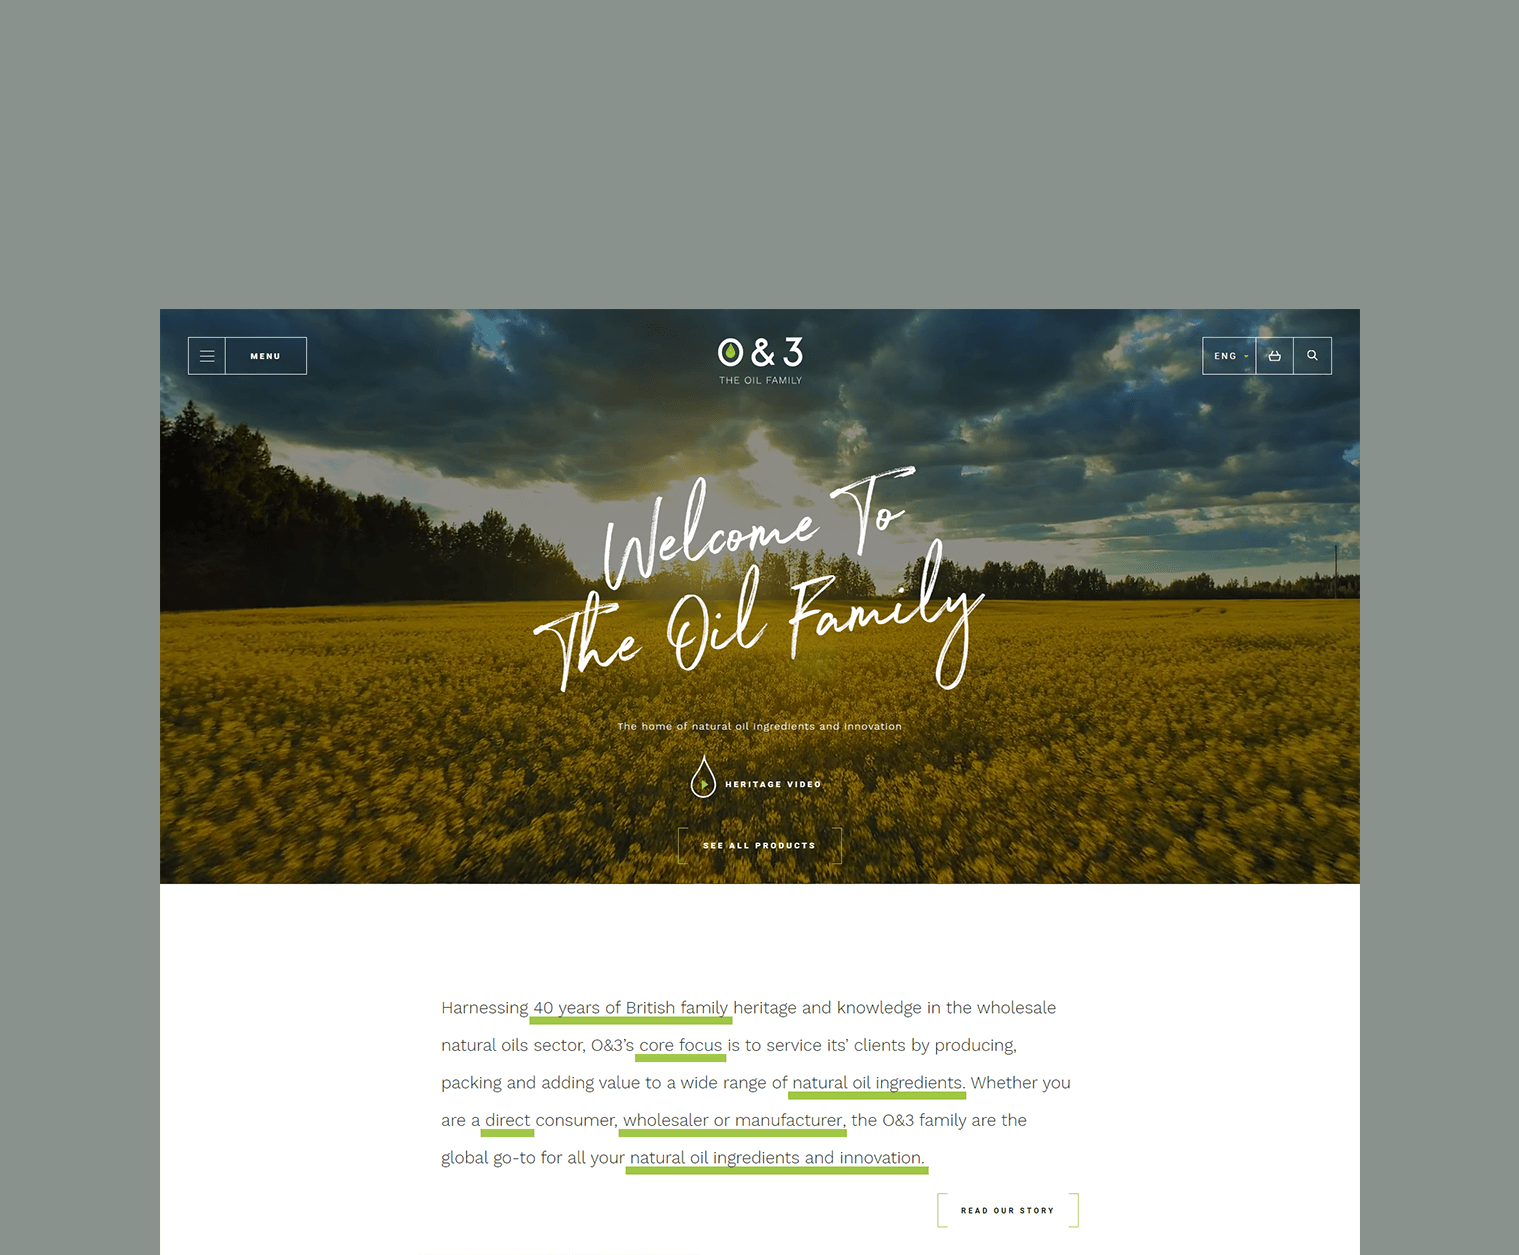 MENU
O & 3
THE OIL FAMILY
ENG
Welcome To
The Oil Family
The home of natural oil ingredients and innovation
HERITAGE VIDEO
SEE ALL PRODUCTS
Harnessing 40 years of British family heritage and knowledge in the wholesale
natural oils sector, O&3’s core focus is to service its’ clients by producing,
packing and adding value to a wide range of natural oil ingredients. Whether you
are a direct consumer, wholesaler or manufacturer, the O&3 family are the
global go-to for all your natural oil ingredients and innovation.
READ OUR STORY